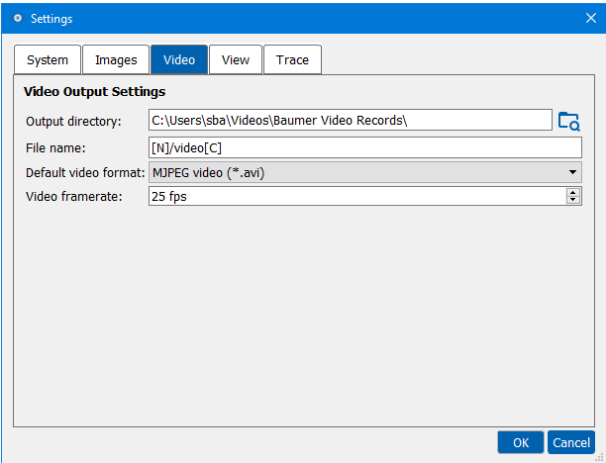 Settings
System Images Video View Trace
Video Output Settings
Output directory: C:\Users\sba\Videos\Baumer Video Records\
File name: [N]/video[C]
Default video format: MJPEG video (*.avi)
Video framerate: 25 fps
OK Cancel